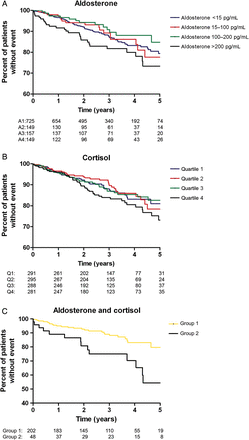 Aldosterone
Aldosterone <15 pg/mL
Aldosterone 15–100 pg/mL
Aldosterone 100–200 pg/mL
Aldosterone >200 pg/mL
Percent of patients without event
100
90
80
70
60
50
40
0 1 2 3 4 5
Time (years)
A
A1:725 654 495 340 192 74
A2:149 130 95 61 37 14
A3:157 137 107 71 37 20
A4:149 122 96 69 43 26
Cortisol
Quartile 1
Quartile 2
Quartile 3
Quartile 4
Percent of patients without event
100
90
80
70
60
50
40
0 1 2 3 4 5
Time (years)
B
Q1: 291 261 202 147 77 31
Q2: 295 267 204 135 69 24
Q3: 288 246 192 125 60 37
Q4: 281 247 180 123 73 35
Aldosterone and cortisol
Group 1
Group 2
Percent of patients without event
100
90
80
70
60
50
40
0 1 2 3 4 5
Time (years)
C
Group 1: 202 183 145 110 55 19
Group 2: 48 37 29 23 15 8